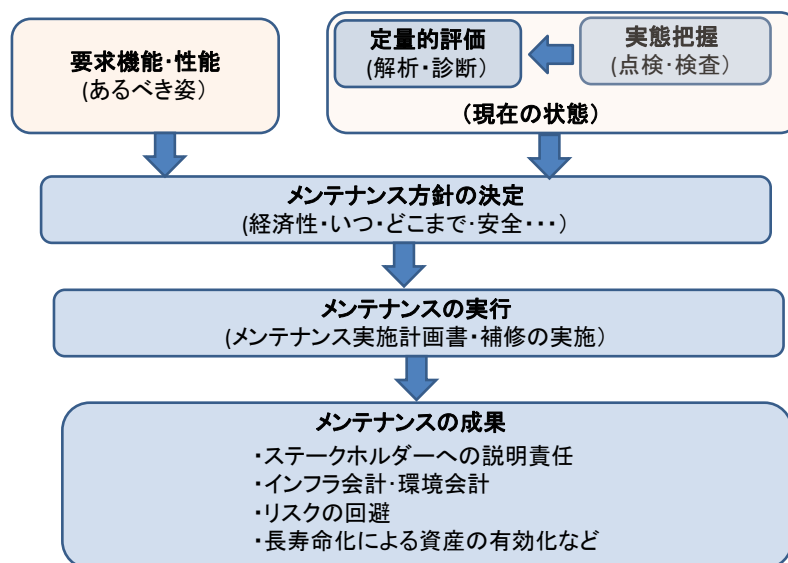 要求機能･性能
(あるべき姿)
定量的評価
(解析・診断)
実態把握
(点検･検査)
(現在の状態)
メンテナンス方針の決定
(経済性・いつ・どこまで･安全・・・)
メンテナンスの実行
(メンテナンス実施計画書・補修の実施)
メンテナンスの成果
・ステークホルダーへの説明責任
・インフラ会計･環境会計
・リスクの回避
・長寿命化による資産の有効化など